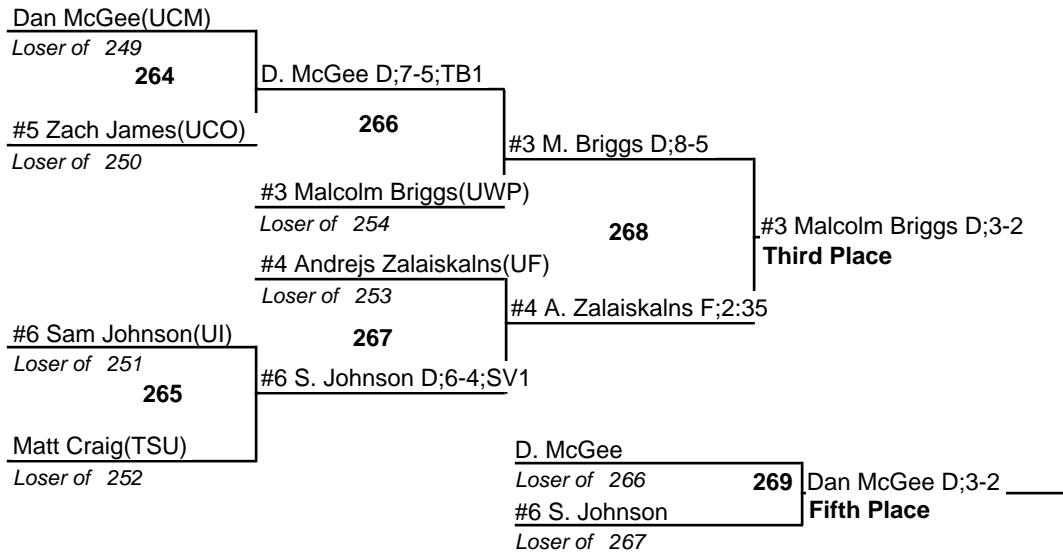 Dan McGee(UCM)
Loser of 249
264
D. McGee D;7-5;TB1
#5 Zach James(UCO)
Loser of 250
266
#3 M. Briggs D;8-5
#3 Malcolm Briggs(UWP)
Loser of 254
268
#3 Malcolm Briggs D;3-2
Third Place
#4 Andrejs Zalaiskalns(UF)
Loser of 253
#4 A. Zalaiskalns F;2:35
267
#6 Sam Johnson(UI)
Loser of 251
265
#6 S. Johnson D;6-4;SV1
Matt Craig(TSU)
Loser of 252
D. McGee
Loser of 266
269
Dan McGee D;3-2
Fifth Place
#6 S. Johnson
Loser of 267